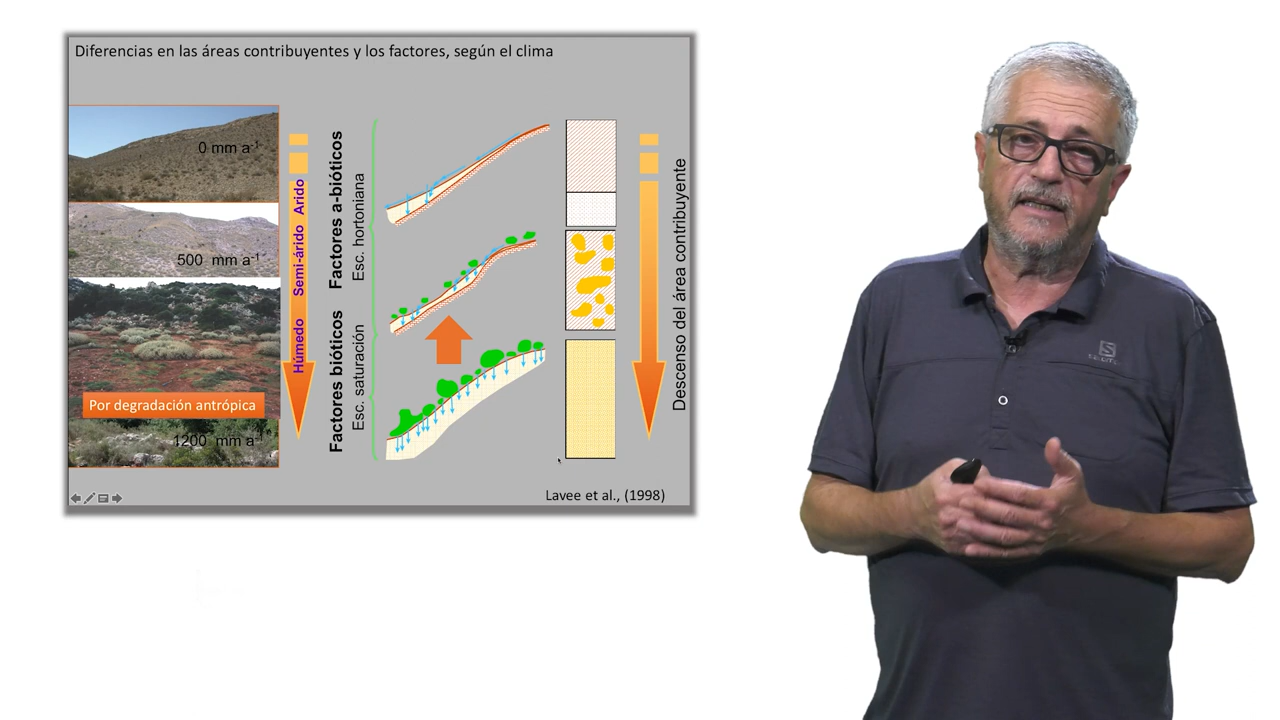 Diferencias en las áreas contribuyentes y los factores, según el clima
0 mm a-1
500 mm a-1
Por degradación antrópica
1200 mm a-1
Arido
Semi-árido
Húmedo
Factores a-bióticos
Esc. hortoniana
Factores bióticos
Esc. saturación
Descenso del área contribuyente
Lavee et al., (1998)